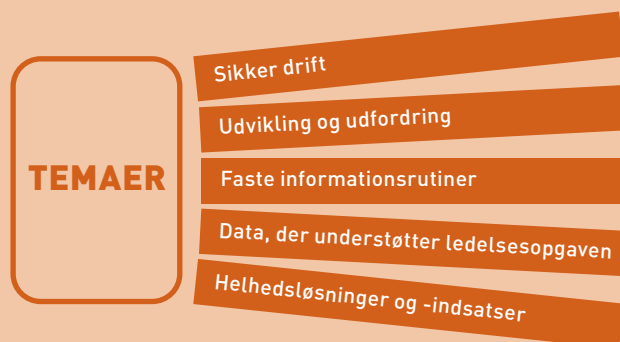 TEMAER
Sikker drift
Udvikling og udfordring
Faste informationsrutiner
Data, der understøtter ledelsesopgaven
Helhedsløsninger og -indsatser